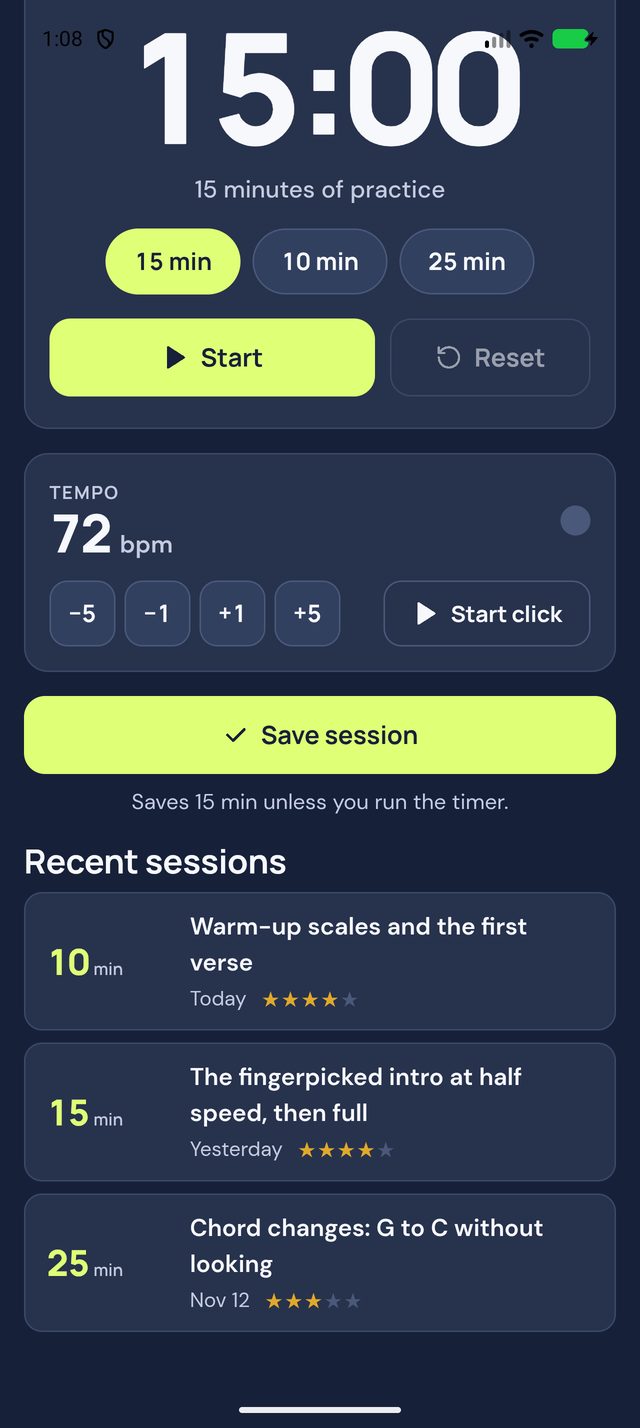 1:08
15:00
15 minutes of practice
15 min
10 min
25 min
Start
Reset
TEMPO
72 bpm
−5
−1
+1
+5
Start click
Save session
Saves 15 min unless you run the timer.
Recent sessions
10 min
Warm-up scales and the first
verse
Today ★★★★★
15 min
The fingerpicked intro at half
speed, then full
Yesterday ★★★★★
25 min
Chord changes: G to C without
looking
Nov 12 ★★★★★